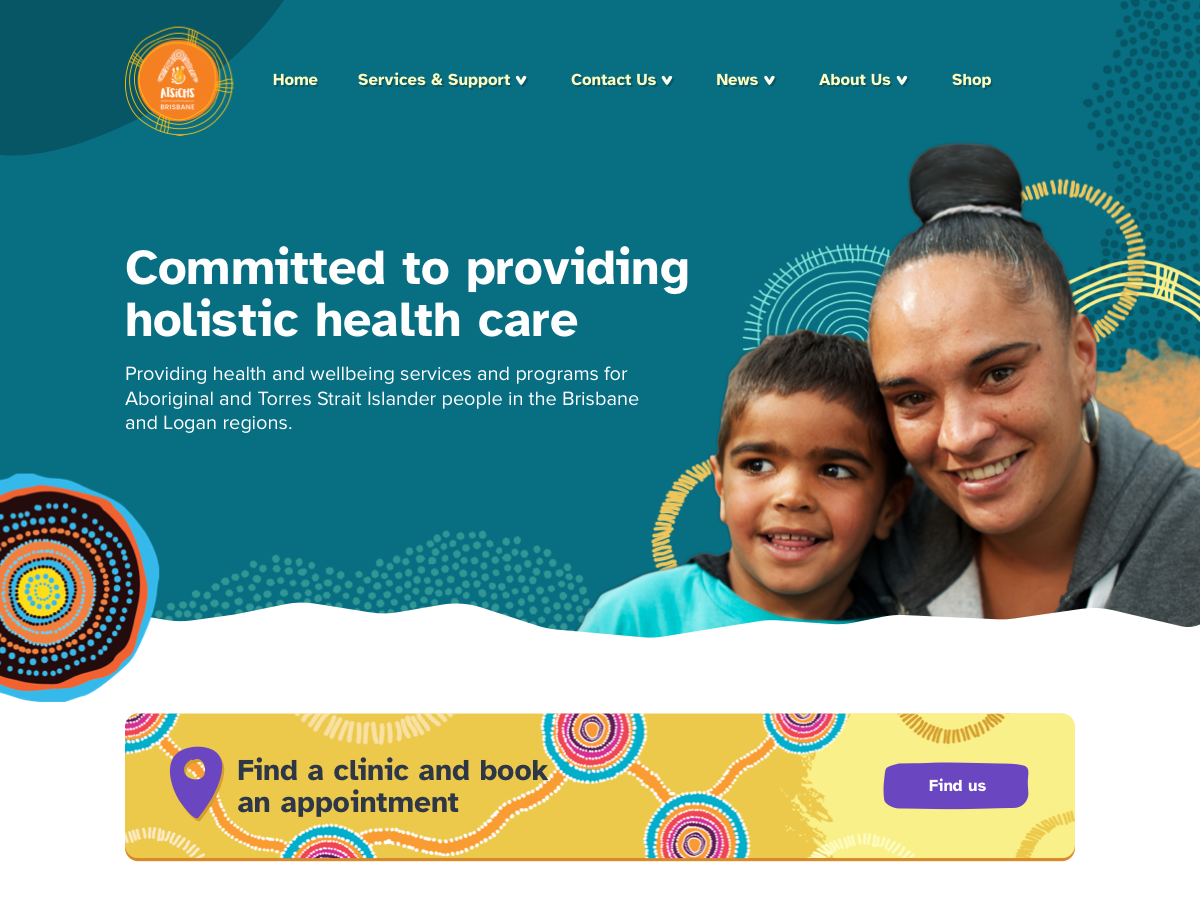 ATSICHS
BRISBANE
Home
Services & Support
Contact Us
News
About Us
Shop
Committed to providing
holistic health care
Providing health and wellbeing services and programs for
Aboriginal and Torres Strait Islander people in the Brisbane
and Logan regions.
Find a clinic and book
an appointment
Find us